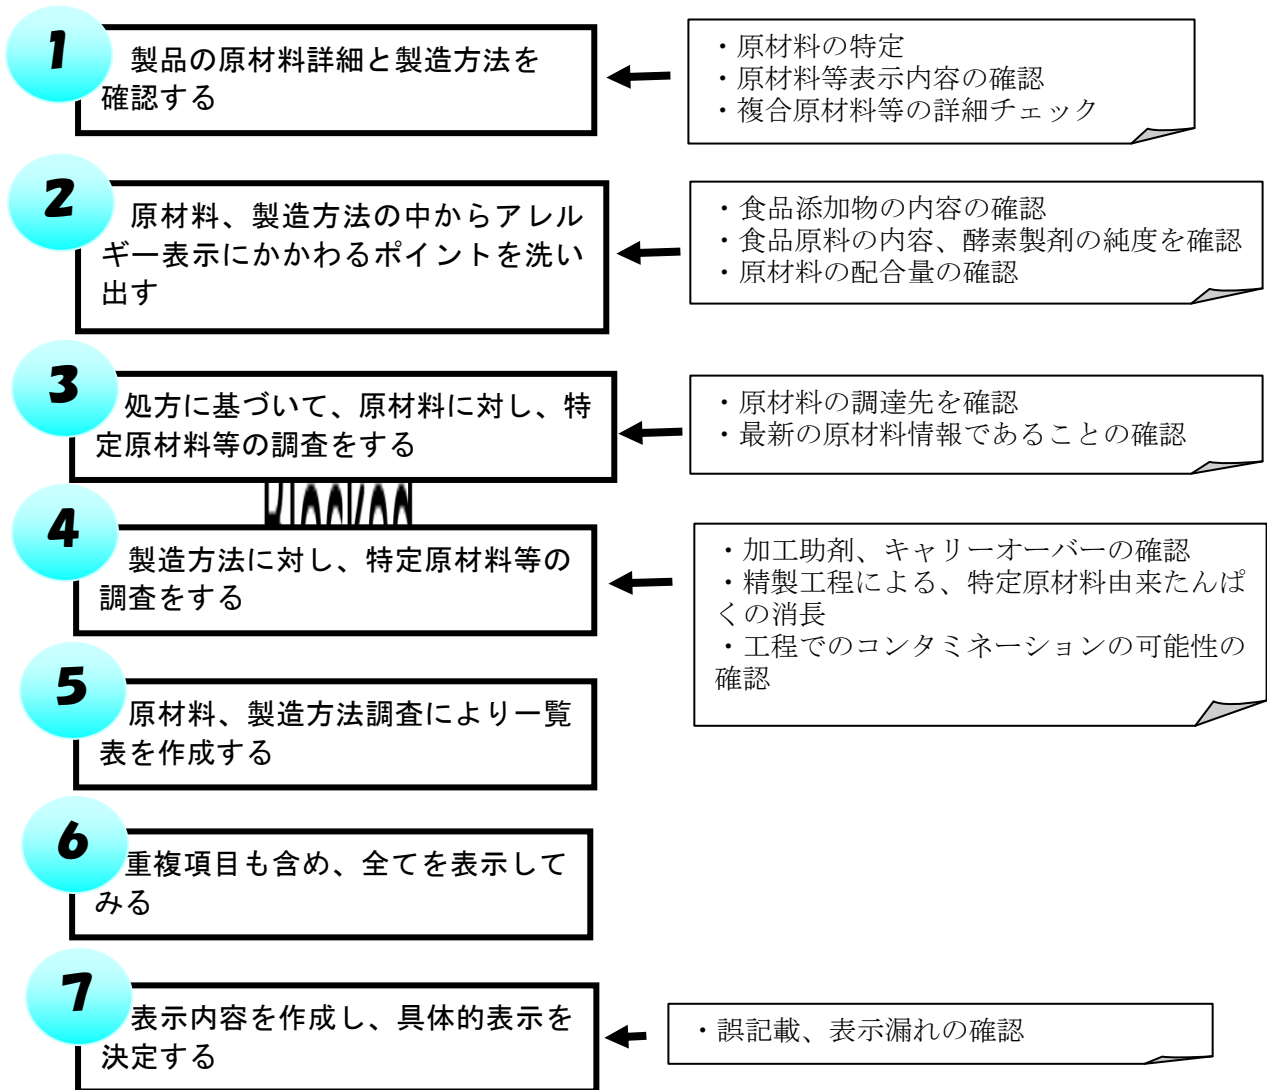 1
製品の原材料詳細と製造方法を
確認する
・原材料の特定
・原材料等表示内容の確認
・複合原材料等の詳細チェック
2
原材料、製造方法の中からアレル
ギー表示にかかわるポイントを洗い
出す
・食品添加物の内容の確認
・食品原料の内容、酵素製剤の純度を確認
・原材料の配合量の確認
3
処方に基づいて、原材料に対し、特
定原材料等の調査をする
・原材料の調達先を確認
・最新の原材料情報であることの確認
4
製造方法に対し、特定原材料等の
調査をする
・加工助剤、キャリーオーバーの確認
・精製工程による、特定原材料由来たんぱ
くの消長
・工程でのコンタミネーションの可能性の
確認
5
原材料、製造方法調査により一覧
表を作成する
6
重複項目も含め、全てを表示して
みる
7
表示内容を作成し、具体的表示を
決定する
・誤記載、表示漏れの確認